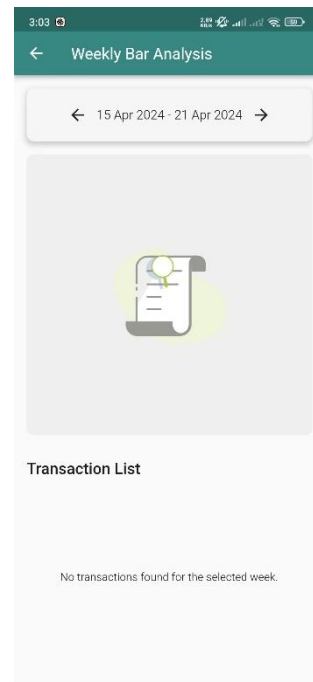 3:03
Weekly Bar Analysis
15 Apr 2024 - 21 Apr 2024
Transaction List
No transactions found for the selected week.